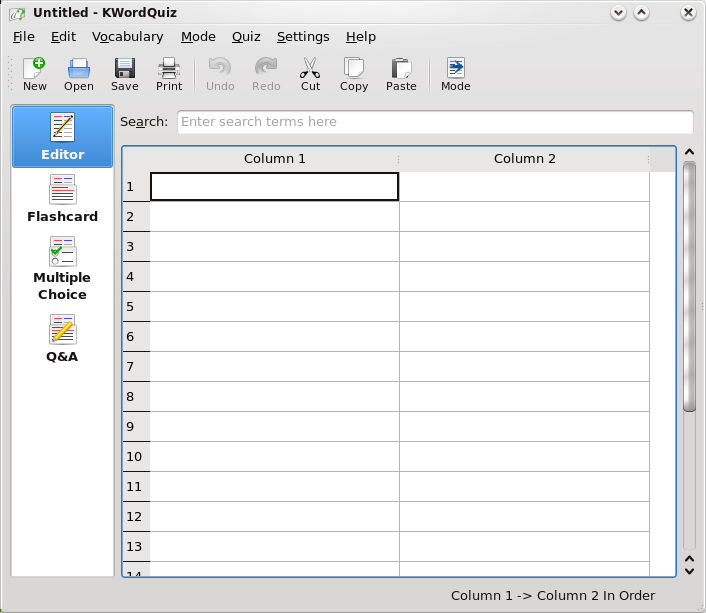 Untitled - KWordQuiz
File Edit Vocabulary Mode Quiz Settings Help
New Open Save Print Undo Redo Cut Copy Paste Mode
Search: Enter search terms here
Editor
Flashcard
Multiple
Choice
Q&A
Column 1 Column 2
1
2
3
4
5
6
7
8
9
10
11
12
13
14
Column 1 -> Column 2 In Order